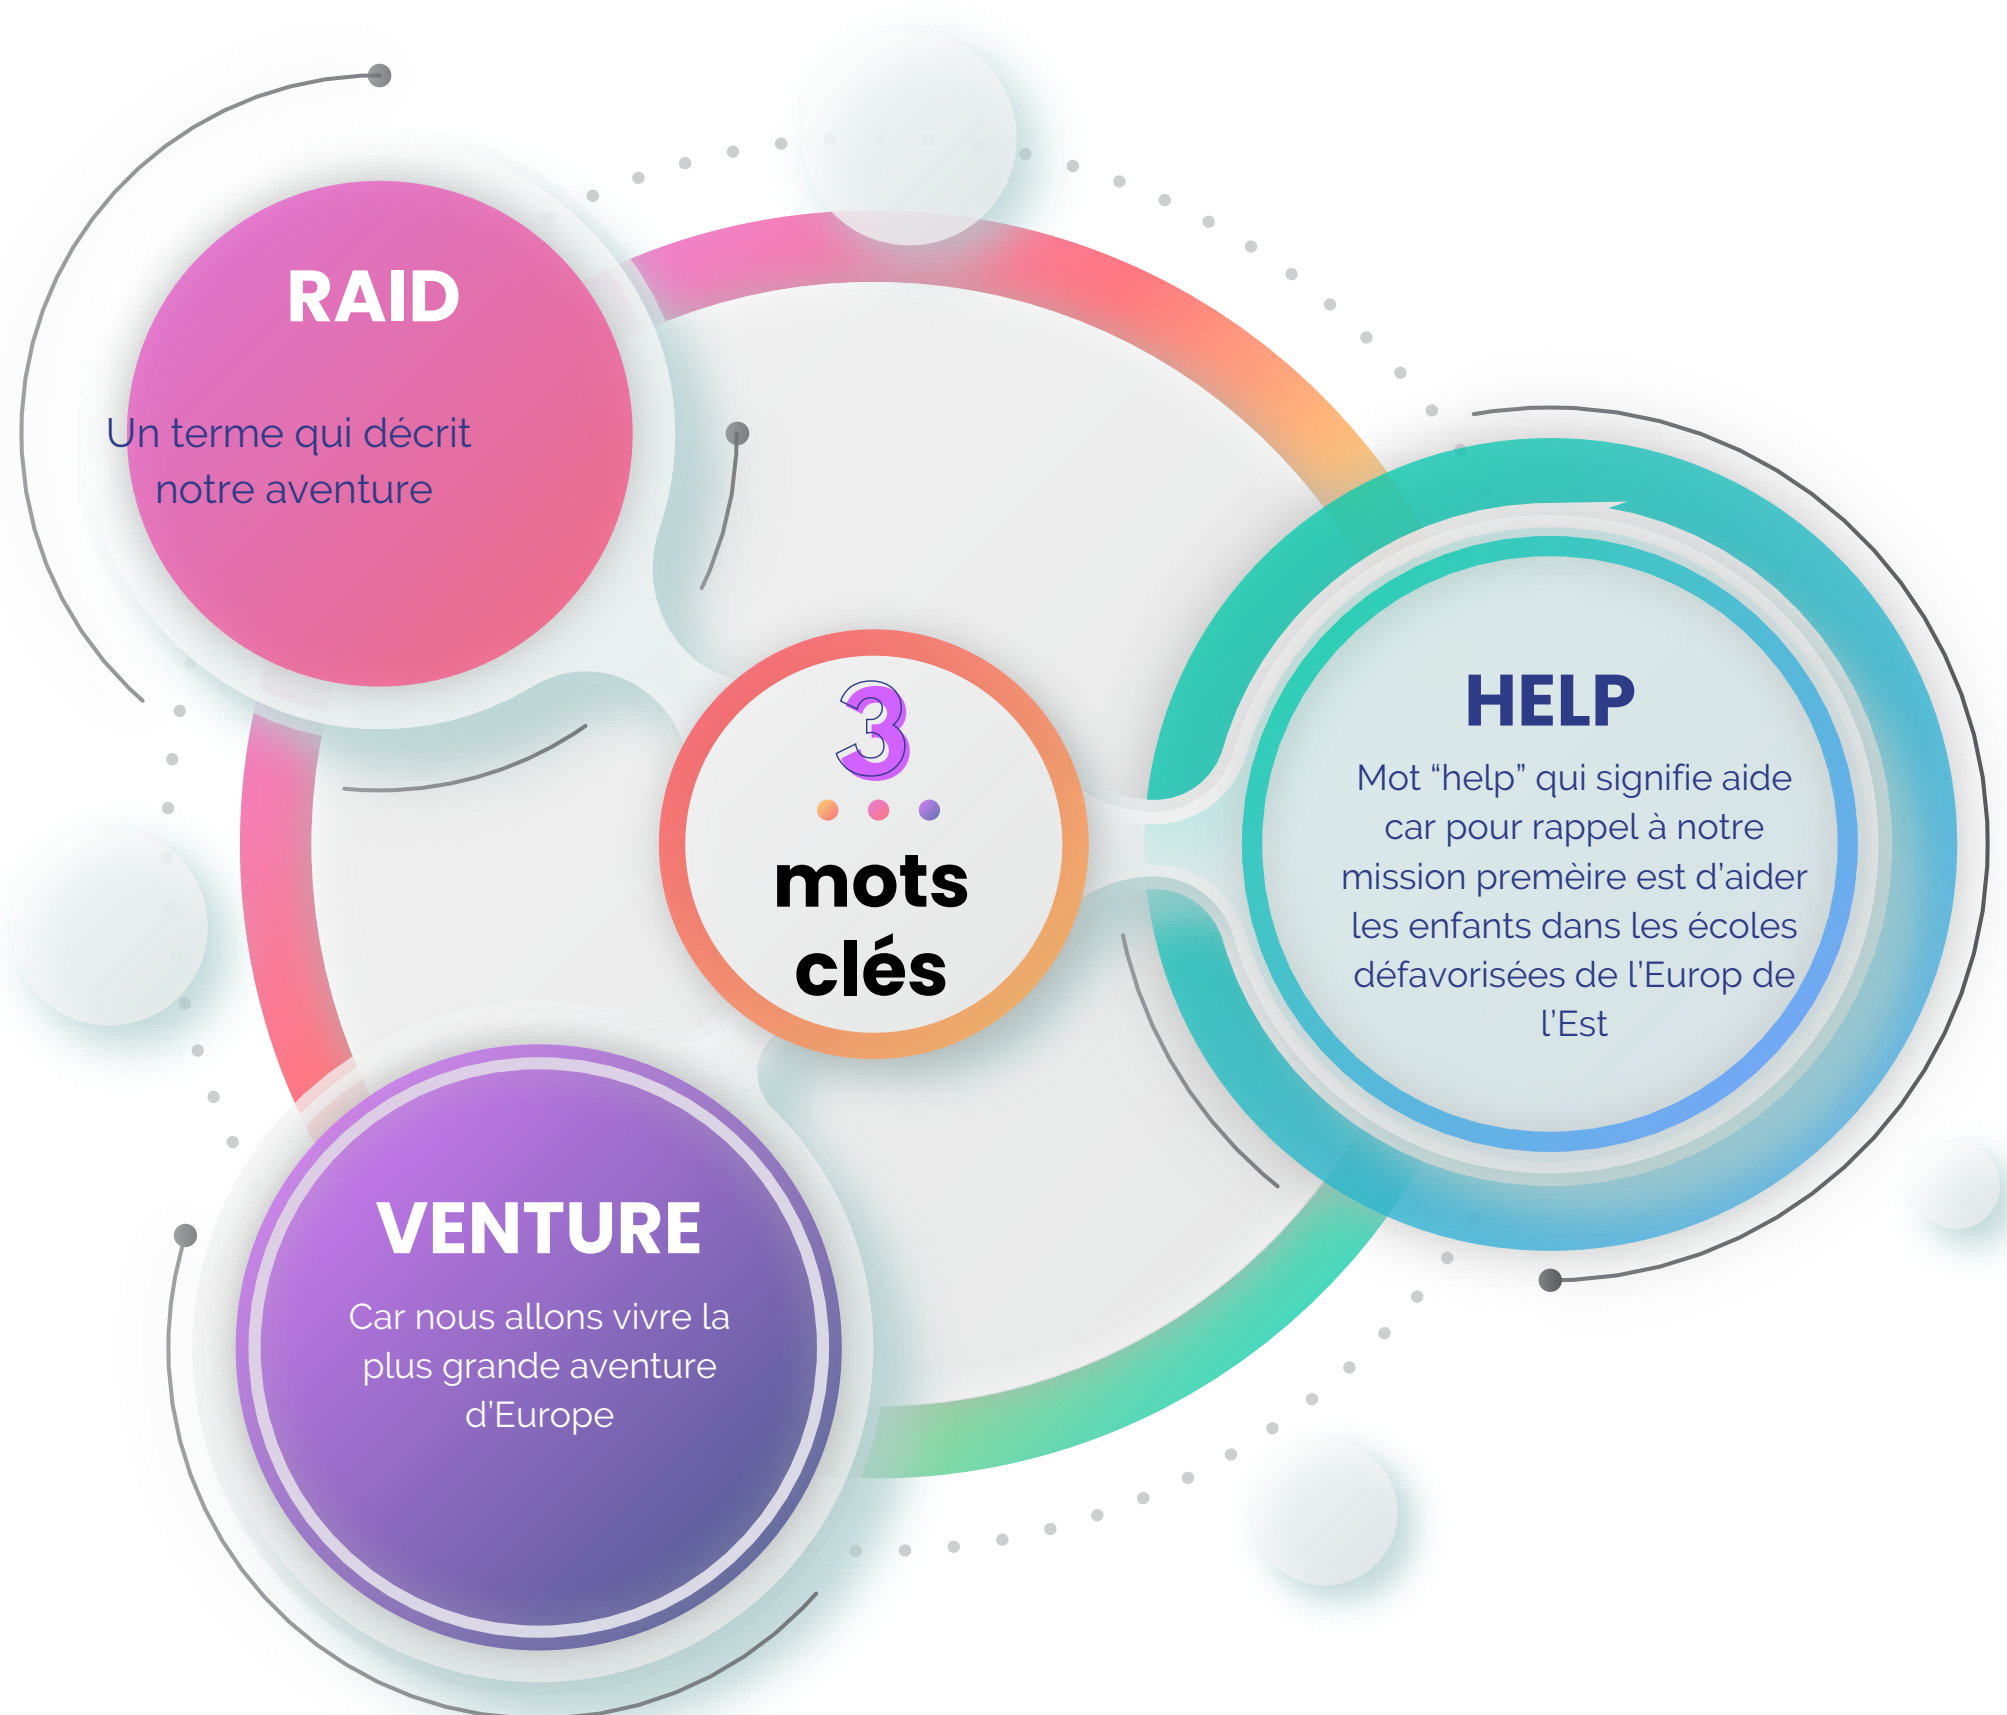 RAID
Un terme qui décrit
notre aventure
3
mots
clés
HELP
Mot “help” qui signifie aide
car pour rappel à notre
mission premèire est d’aider
les enfants dans les écoles
défavorisées de l’Europ de
l’Est
VENTURE
Car nous allons vivre la
plus grande aventure
d’Europe